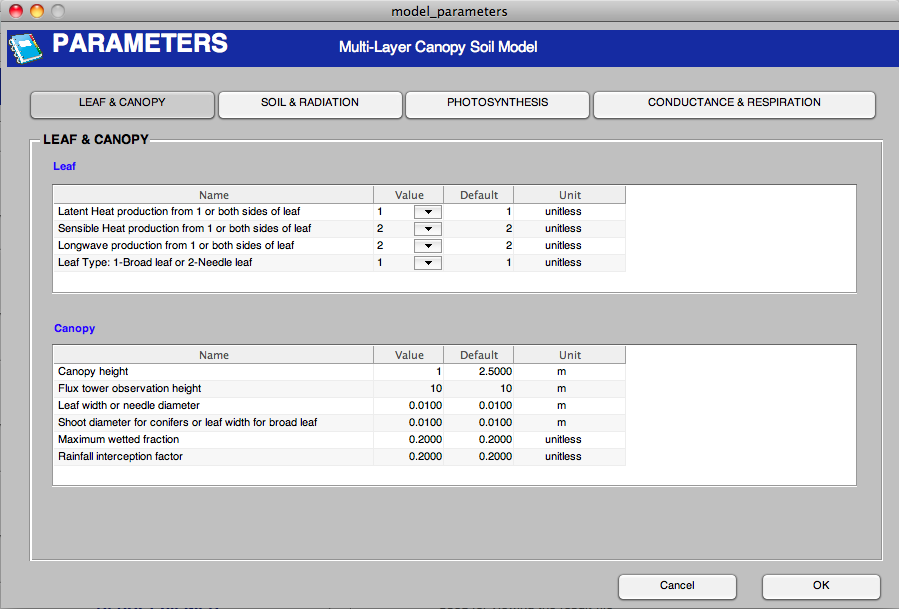 model_parameters
PARAMETERS
Multi-Layer Canopy Soil Model
LEAF & CANOPY SOIL & RADIATION PHOTOSYNTHESIS CONDUCTANCE & RESPIRATION
LEAF & CANOPY
Leaf
Name Value Default Unit
Latent Heat production from 1 or both sides of leaf 1 1 unitless
Sensible Heat production from 1 or both sides of leaf 2 2 unitless
Longwave production from 1 or both sides of leaf 2 2 unitless
Leaf Type: 1-Broad leaf or 2-Needle leaf 1 1 unitless
Canopy
Name Value Default Unit
Canopy height 1 2.5000 m
Flux tower observation height 10 10 m
Leaf width or needle diameter 0.0100 0.0100 m
Shoot diameter for conifers or leaf width for broad leaf 0.0100 0.0100 m
Maximum wetted fraction 0.2000 0.2000 unitless
Rainfall interception factor 0.2000 0.2000 unitless
Cancel OK